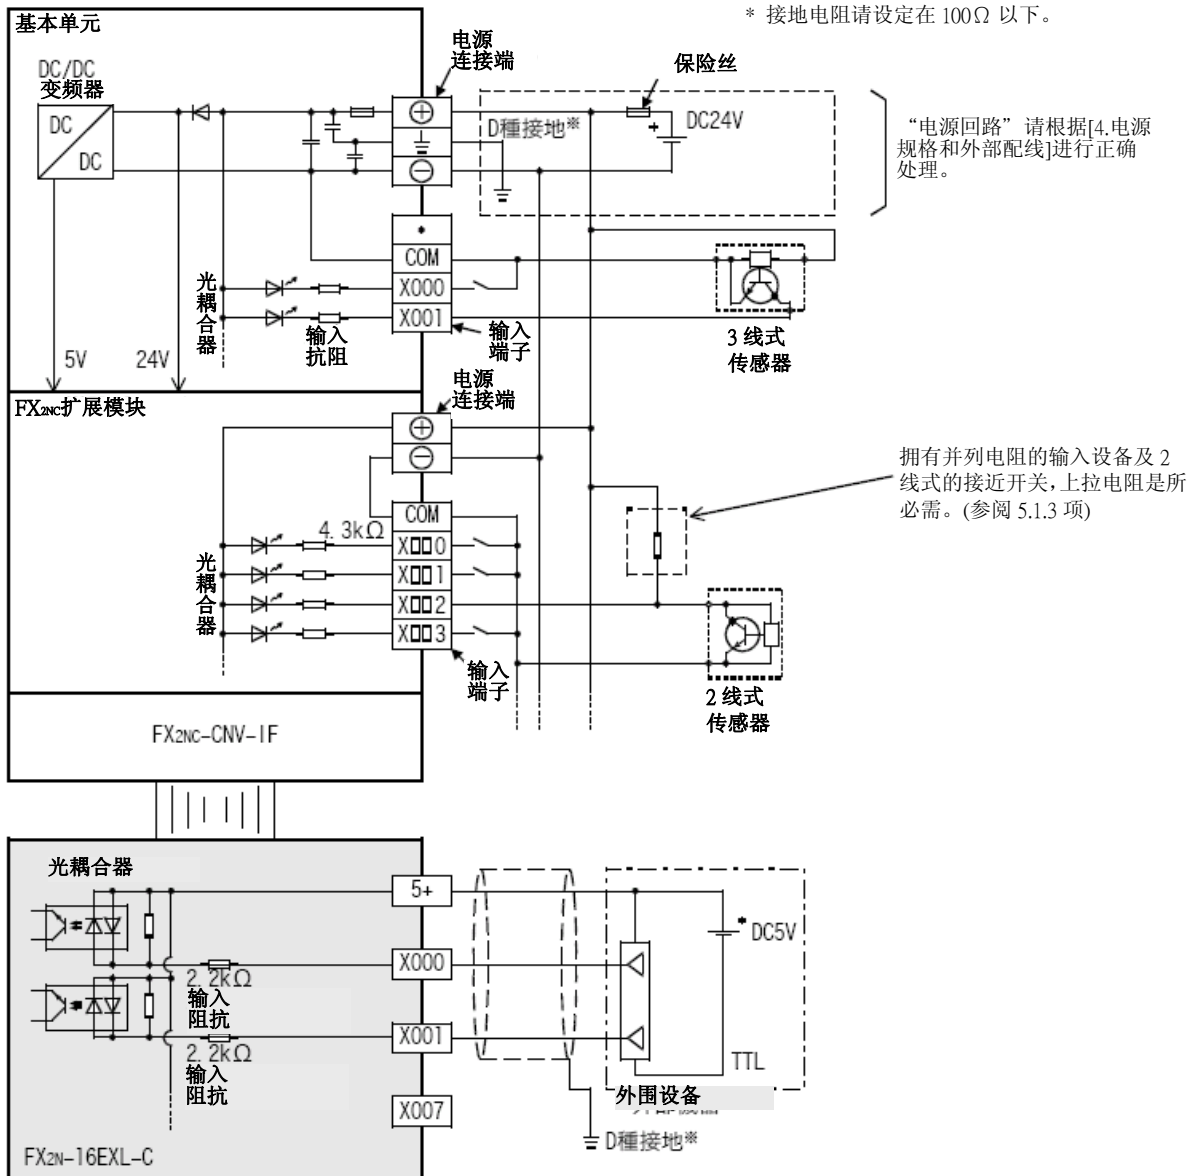 * 接地电阻请设定在 100Ω 以下。
基本单元
电源
连接端
保险丝
DC/DC
变频器
DC
DC
D種接地※
DC24V
“电源回路”请根据[4.电源
规格和外部配线]进行正确
处理。
COM
X000
X001
光
耦
合
器
输入
抗阻
输入
端子
3 线式
传感器
5V
24V
电源
连接端
FX2NC扩展模块
拥有并列电阻的输入设备及 2
线式的接近开关，上拉电阻是所
必需。(参阅 5.1.3 项)
COM
4.3kΩ
X□□0
X□□1
X□□2
X□□3
光
耦
合
器
输入
端子
2 线式
传感器
FX2NC-CNV-IF
光耦合器
5+
* DC5V
X000
2.2kΩ
输入
阻抗
X001
2.2kΩ
输入
阻抗
TTL
外围设备
X007
D種接地※
FX2N-16EXL-C